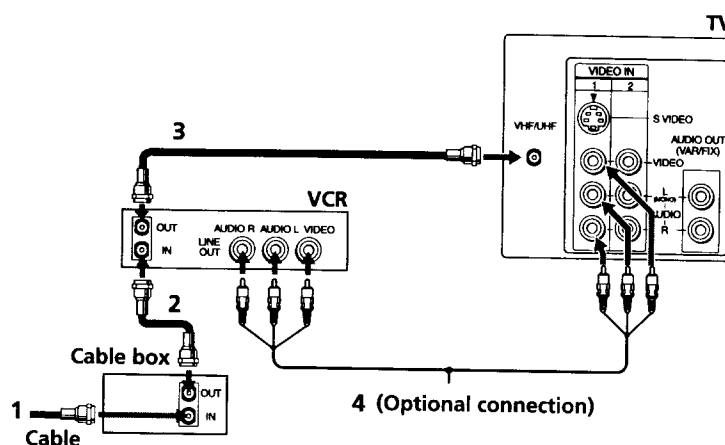 TV
VIDEO IN
1 2
S VIDEO
VHF/UHF
AUDIO OUT
(VAR/FIX)
VIDEO
L
(MONO)
AUDIO
R
3
VCR
OUT
IN
AUDIO R AUDIO L VIDEO
LINE
OUT
2
Cable box
OUT
IN
1
Cable
4 (Optional connection)